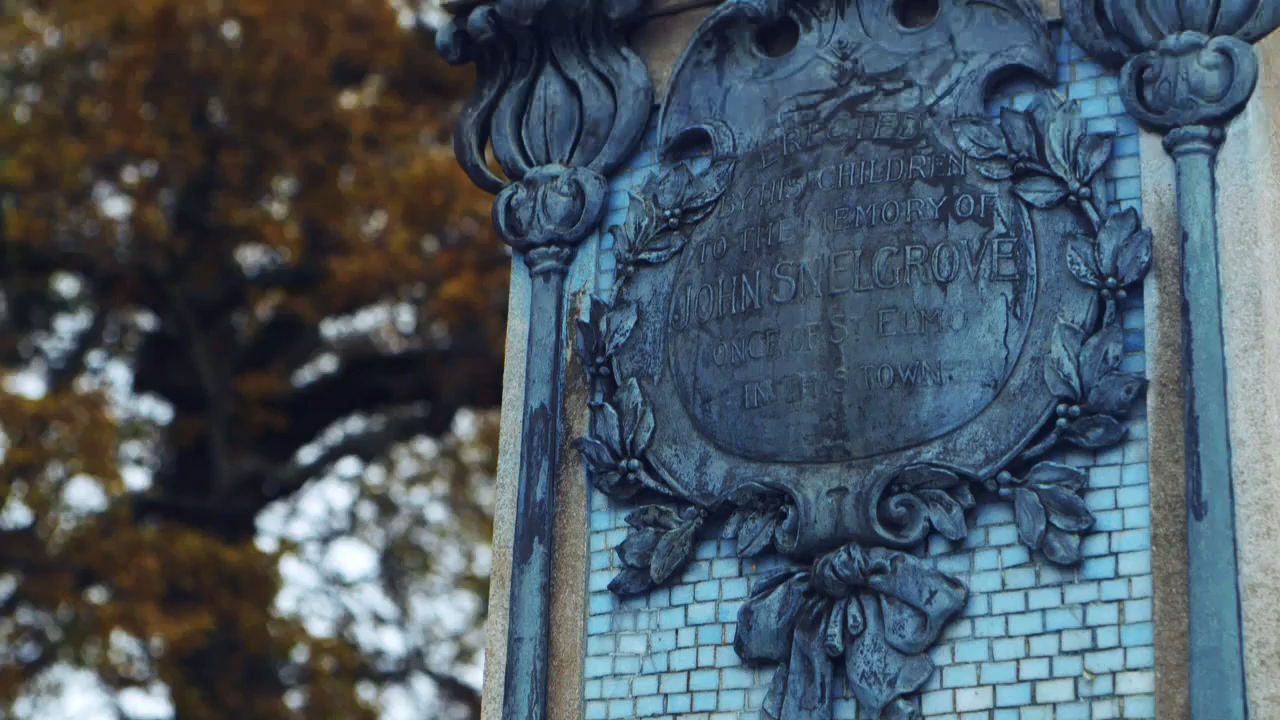 ERECTED
BY HIS CHILDREN
TO THE MEMORY OF
JOHN SNELGROVE
ONCE OF ST ELMO
IN THIS TOWN.